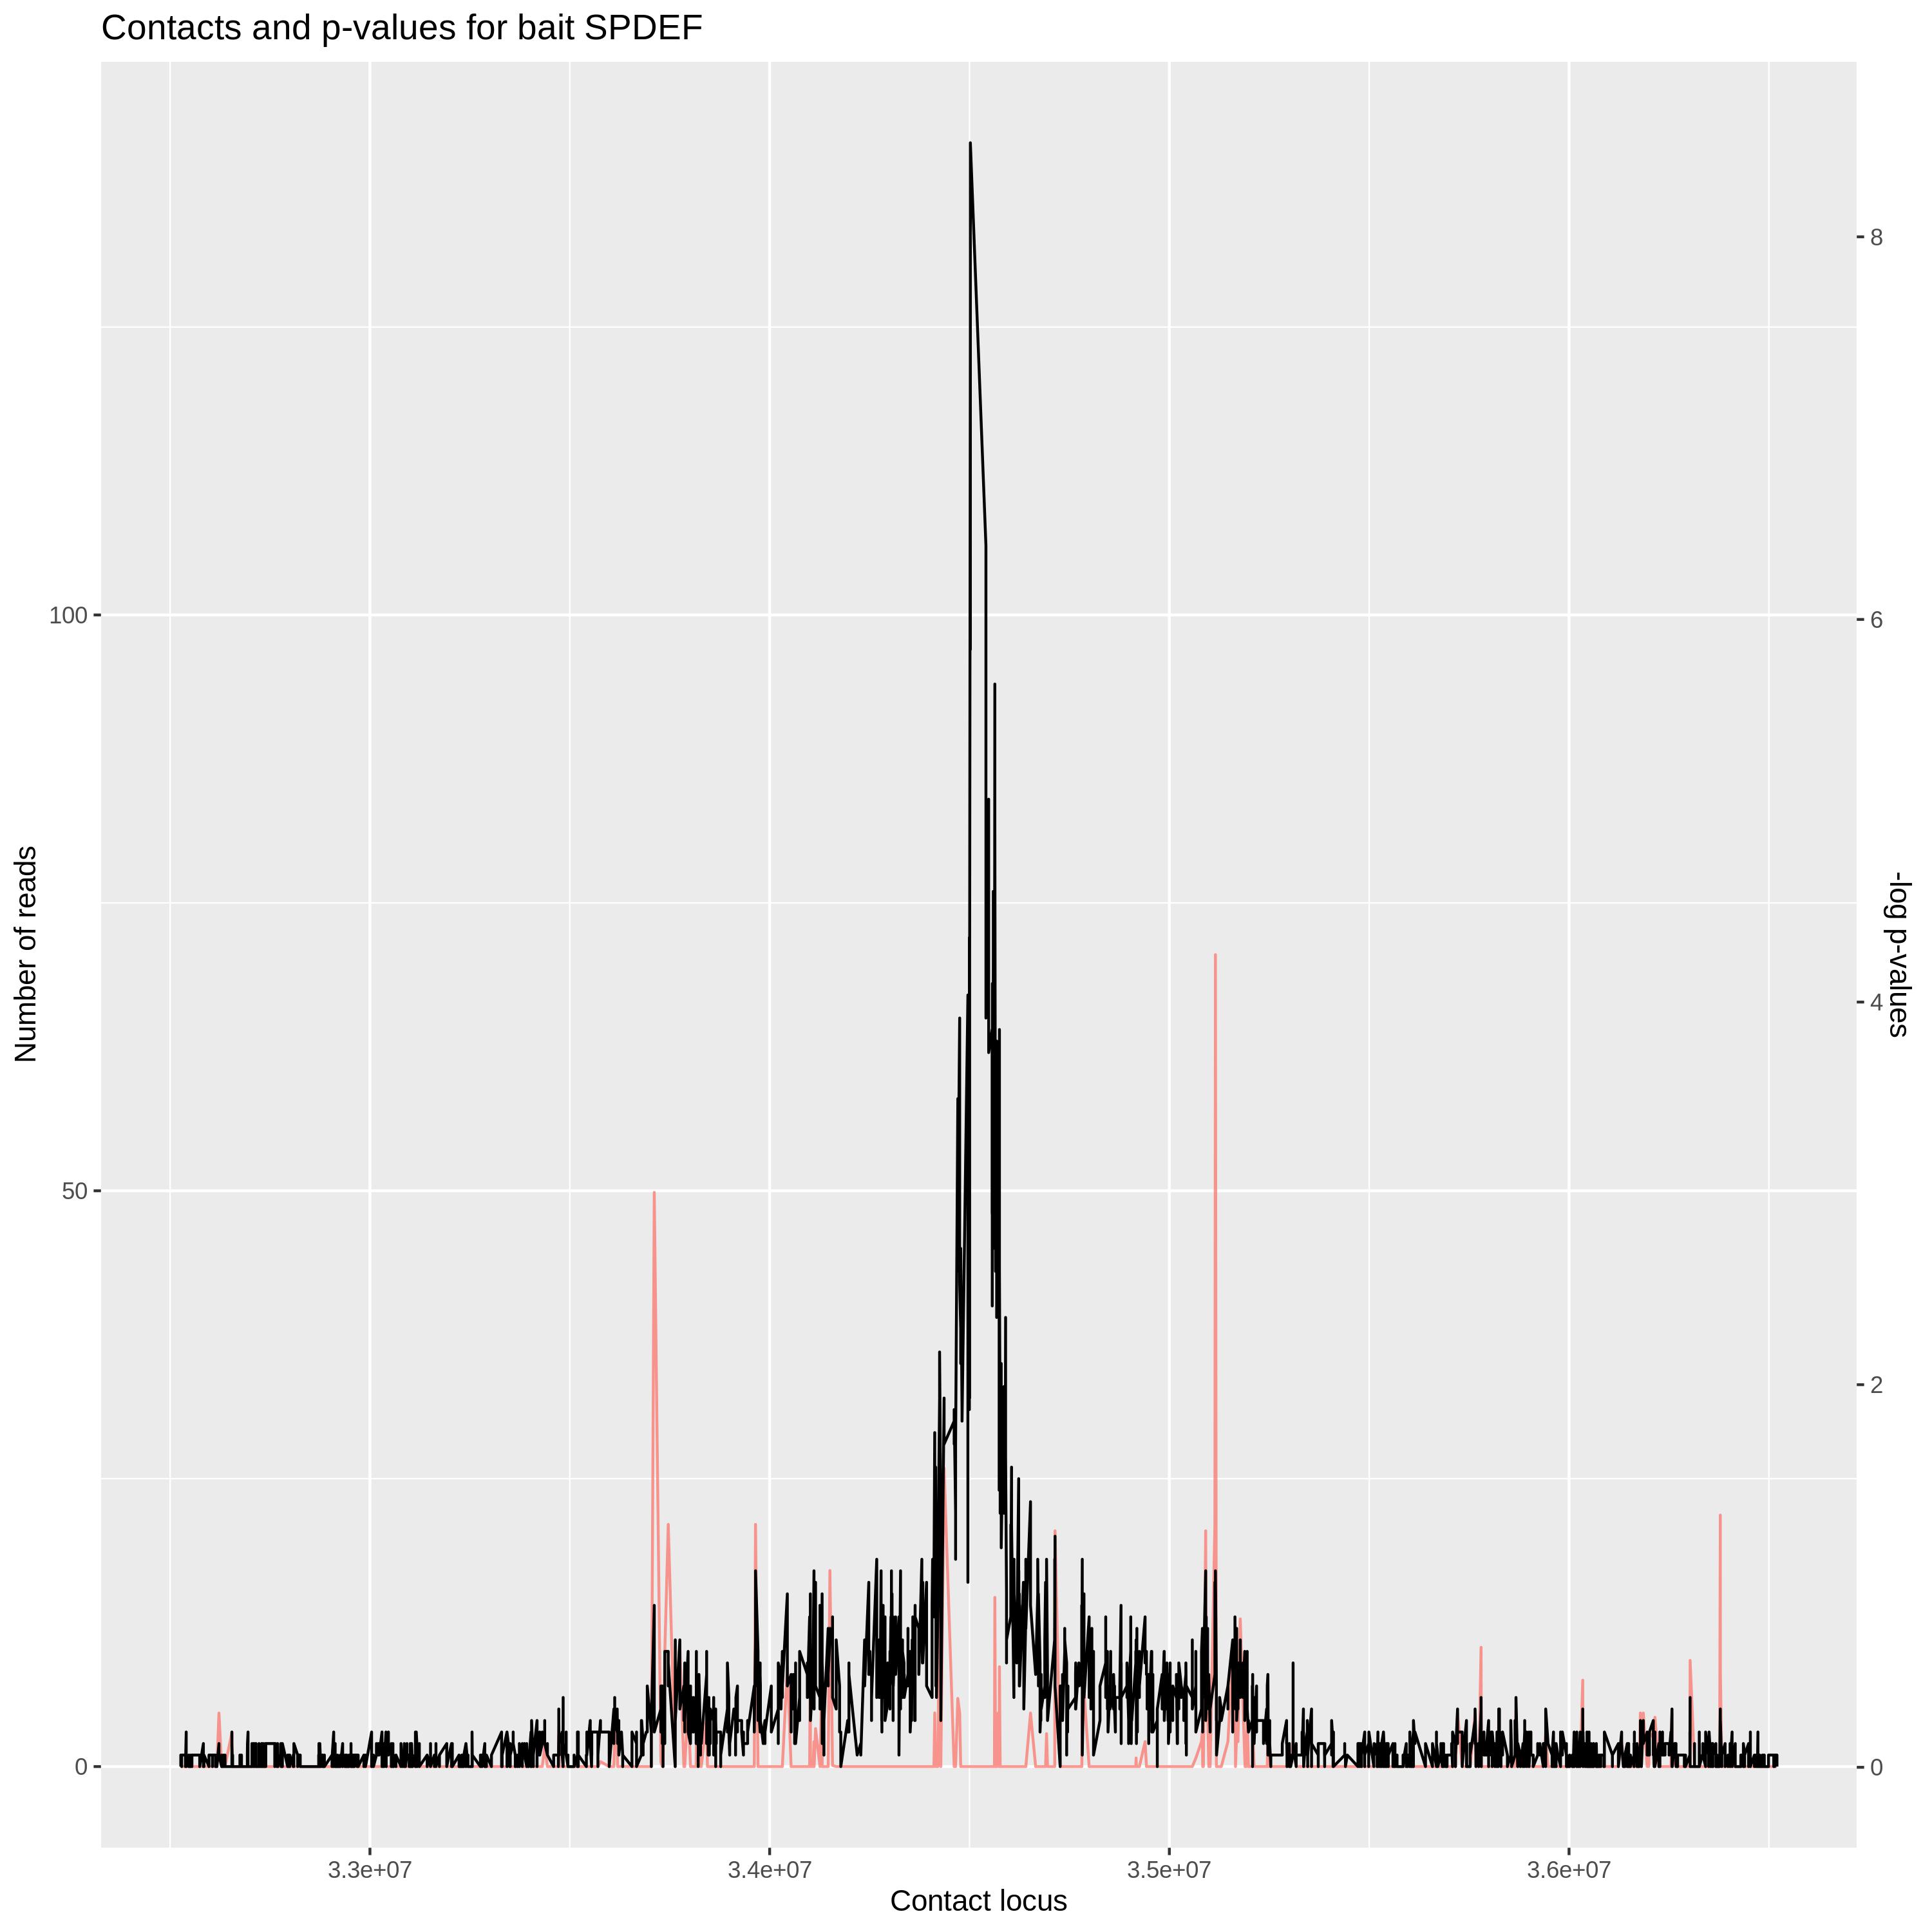 Contacts and p-values for bait SPDEF
Number of reads
100
50
0
8
6
4
2
0
-log p-values
3.3e+07
3.4e+07
3.5e+07
3.6e+07
Contact locus